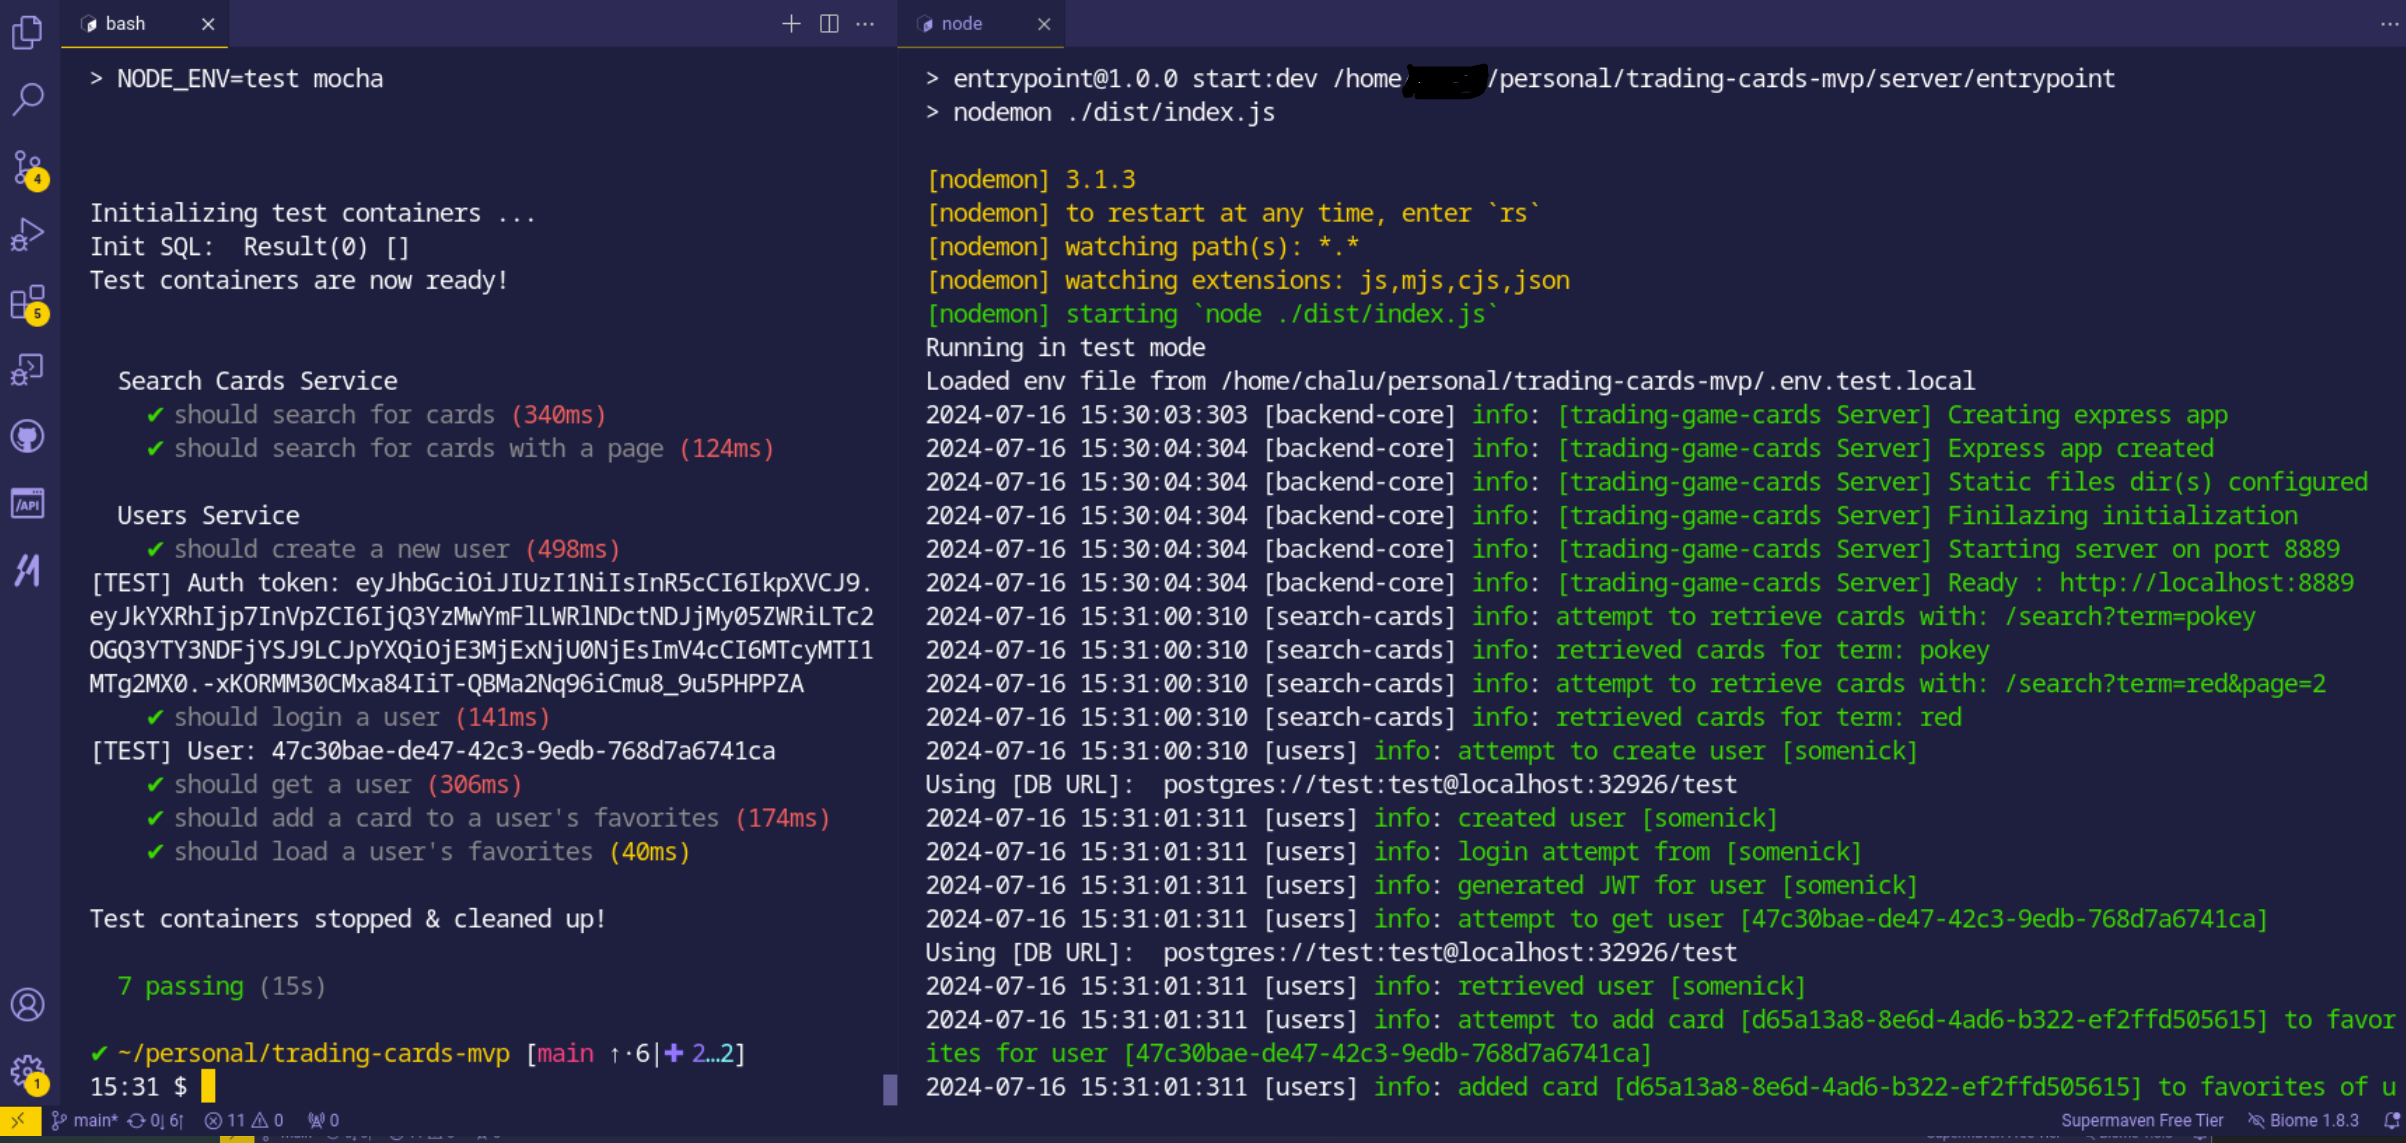 bash
> NODE_ENV=test mocha
Initializing test containers ...
Init SQL:  Result(0) []
Test containers are now ready!
Search Cards Service
✔ should search for cards (340ms)
✔ should search for cards with a page (124ms)
Users Service
✔ should create a new user (498ms)
[TEST] Auth token: eyJhbGciOiJIUzI1NiIsInR5cCI6IkpXVCJ9.
eyJkYXRhIjp7InVpZCI6IjQ3YzMwYmFlLWRlNDctNDJjMy05ZWRiLTc2
OGQ3YTY3NDFjYSJ9LCJpYXQiOjE3MjExNjU0NjEsImV4cCI6MTcyMTI1
MTg2MX0.-xKORMM30CMxa84IiT-QBMa2Nq96iCmu8_9u5PHPPZA
✔ should login a user (141ms)
[TEST] User: 47c30bae-de47-42c3-9edb-768d7a6741ca
✔ should get a user (306ms)
✔ should add a card to a user's favorites (174ms)
✔ should load a user's favorites (40ms)
Test containers stopped & cleaned up!
7 passing (15s)
✔ ~/personal/trading-cards-mvp [main ↑·6|✚ 2…2]
15:31 $
node
> entrypoint@1.0.0 start:dev /home /personal/trading-cards-mvp/server/entrypoint
> nodemon ./dist/index.js
[nodemon] 3.1.3
[nodemon] to restart at any time, enter `rs`
[nodemon] watching path(s): *.*
[nodemon] watching extensions: js,mjs,cjs,json
[nodemon] starting `node ./dist/index.js`
Running in test mode
Loaded env file from /home/chalu/personal/trading-cards-mvp/.env.test.local
2024-07-16 15:30:03:303 [backend-core] info: [trading-game-cards Server] Creating express app
2024-07-16 15:30:04:304 [backend-core] info: [trading-game-cards Server] Express app created
2024-07-16 15:30:04:304 [backend-core] info: [trading-game-cards Server] Static files dir(s) configured
2024-07-16 15:30:04:304 [backend-core] info: [trading-game-cards Server] Finilazing initialization
2024-07-16 15:30:04:304 [backend-core] info: [trading-game-cards Server] Starting server on port 8889
2024-07-16 15:30:04:304 [backend-core] info: [trading-game-cards Server] Ready : http://localhost:8889
2024-07-16 15:31:00:310 [search-cards] info: attempt to retrieve cards with: /search?term=pokey
2024-07-16 15:31:00:310 [search-cards] info: retrieved cards for term: pokey
2024-07-16 15:31:00:310 [search-cards] info: attempt to retrieve cards with: /search?term=red&page=2
2024-07-16 15:31:00:310 [search-cards] info: retrieved cards for term: red
2024-07-16 15:31:00:310 [users] info: attempt to create user [somenick]
Using [DB URL]:  postgres://test:test@localhost:32926/test
2024-07-16 15:31:01:311 [users] info: created user [somenick]
2024-07-16 15:31:01:311 [users] info: login attempt from [somenick]
2024-07-16 15:31:01:311 [users] info: generated JWT for user [somenick]
2024-07-16 15:31:01:311 [users] info: attempt to get user [47c30bae-de47-42c3-9edb-768d7a6741ca]
Using [DB URL]:  postgres://test:test@localhost:32926/test
2024-07-16 15:31:01:311 [users] info: retrieved user [somenick]
2024-07-16 15:31:01:311 [users] info: attempt to add card [d65a13a8-8e6d-4ad6-b322-ef2ffd505615] to favor
ites for user [47c30bae-de47-42c3-9edb-768d7a6741ca]
2024-07-16 15:31:01:311 [users] info: added card [d65a13a8-8e6d-4ad6-b322-ef2ffd505615] to favorites of u
4
5
/API
1
main* 0↓ 6↑ 11 0 0
Supermaven Free Tier Biome 1.8.3